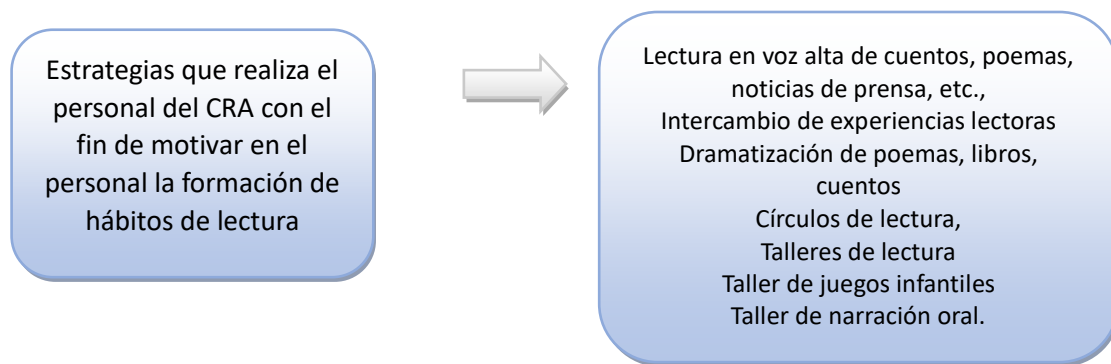 Estrategias que realiza el
personal del CRA con el
fin de motivar en el
personal la formación de
hábitos de lectura
Lectura en voz alta de cuentos, poemas,
noticias de prensa, etc.,
Intercambio de experiencias lectoras
Dramatización de poemas, libros,
cuentos
Círculos de lectura,
Talleres de lectura
Taller de juegos infantiles
Taller de narración oral.